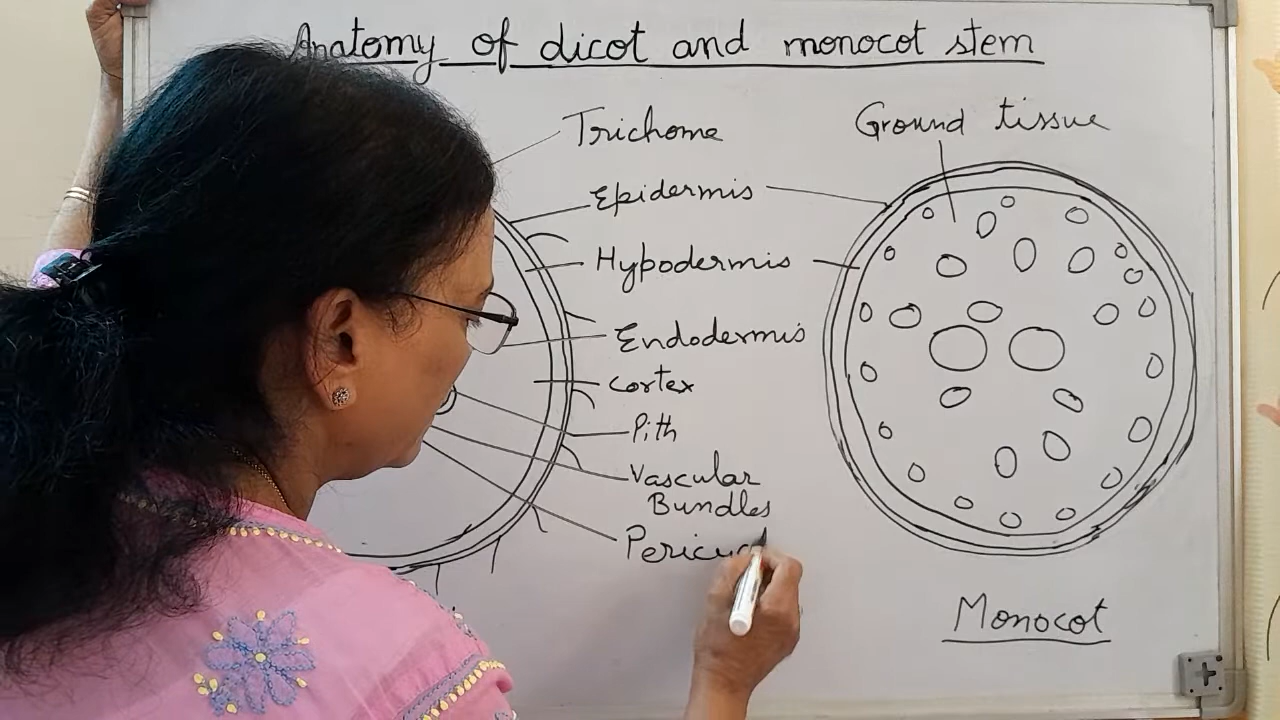 Anatomy of dicot and monocot stem
Trichome
Ground tissue
Epidermis
Hypodermis
Endodermis
Cortex
Pith
Vascular
Bundles
Monocot